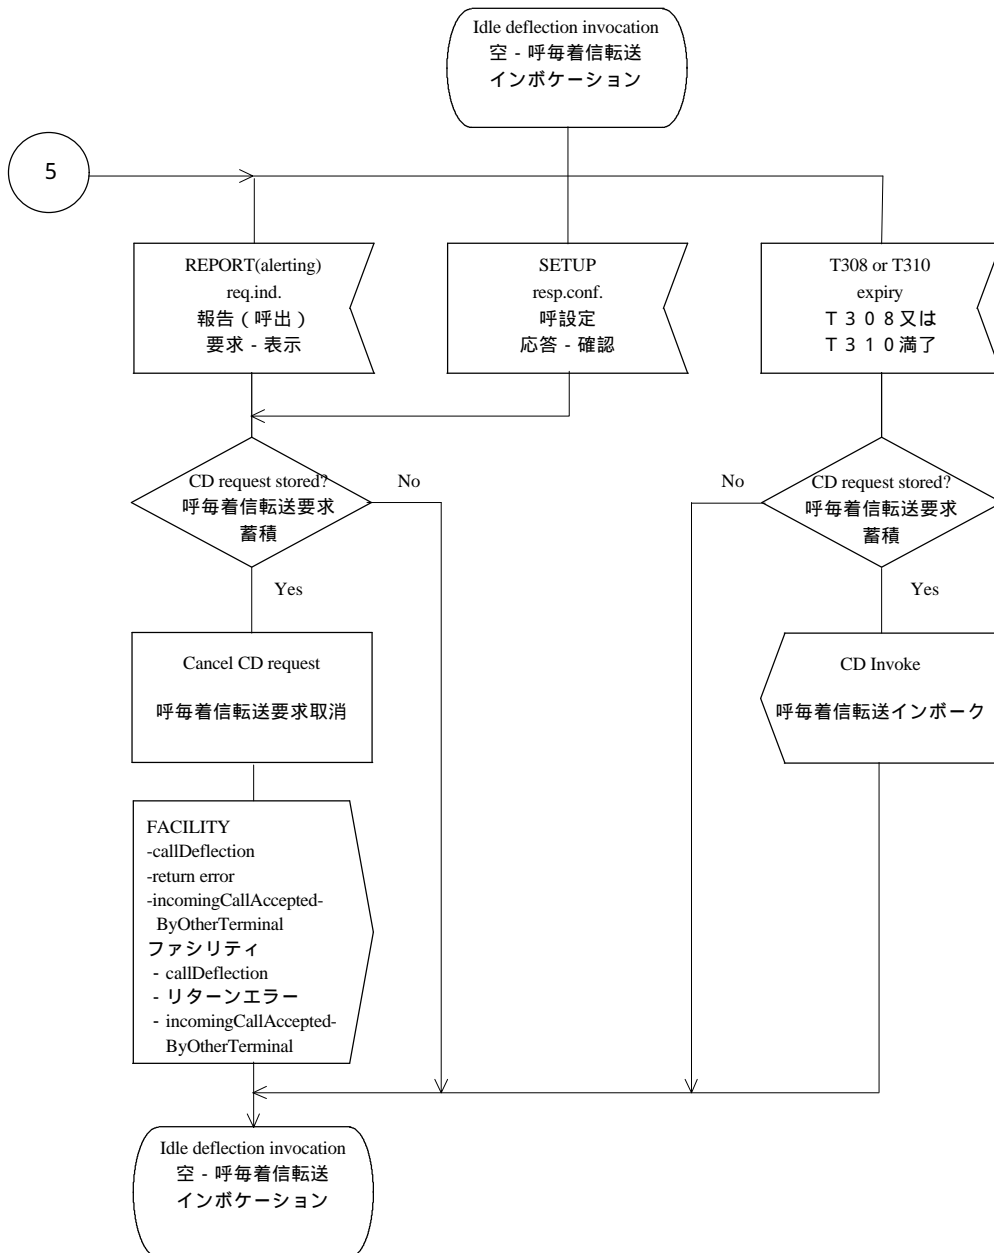 Idle deflection invocation
空 - 呼毎着信転送
インボケーション
5
REPORT(alerting)
req.ind.
報告（呼出）
要求 - 表示
SETUP
resp.conf.
呼設定
応答 - 確認
T308 or T310
expiry
Ｔ３０８又は
Ｔ３１０満了
CD request stored?
呼毎着信転送要求
蓄積
No
Yes
No
CD request stored?
呼毎着信転送要求
蓄積
Yes
Cancel CD request
呼毎着信転送要求取消
CD Invoke
呼毎着信転送インボーク
FACILITY
-callDeflection
-return error
-incomingCallAccepted-
ByOtherTerminal
ファシリティ
- callDeflection
- リターンエラー
- incomingCallAccepted-
ByOtherTerminal
Idle deflection invocation
空 - 呼毎着信転送
インボケーション